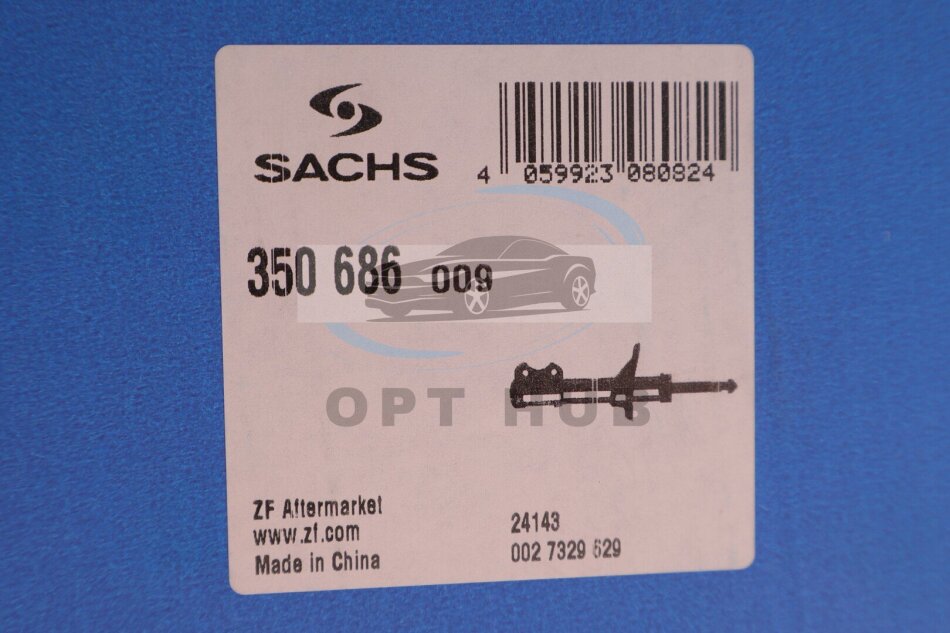 SACHS
4 059923 080824
350 686 009
OPT HUB
ZF Aftermarket
www.zf.com
Made in China
24143
002 7329 629